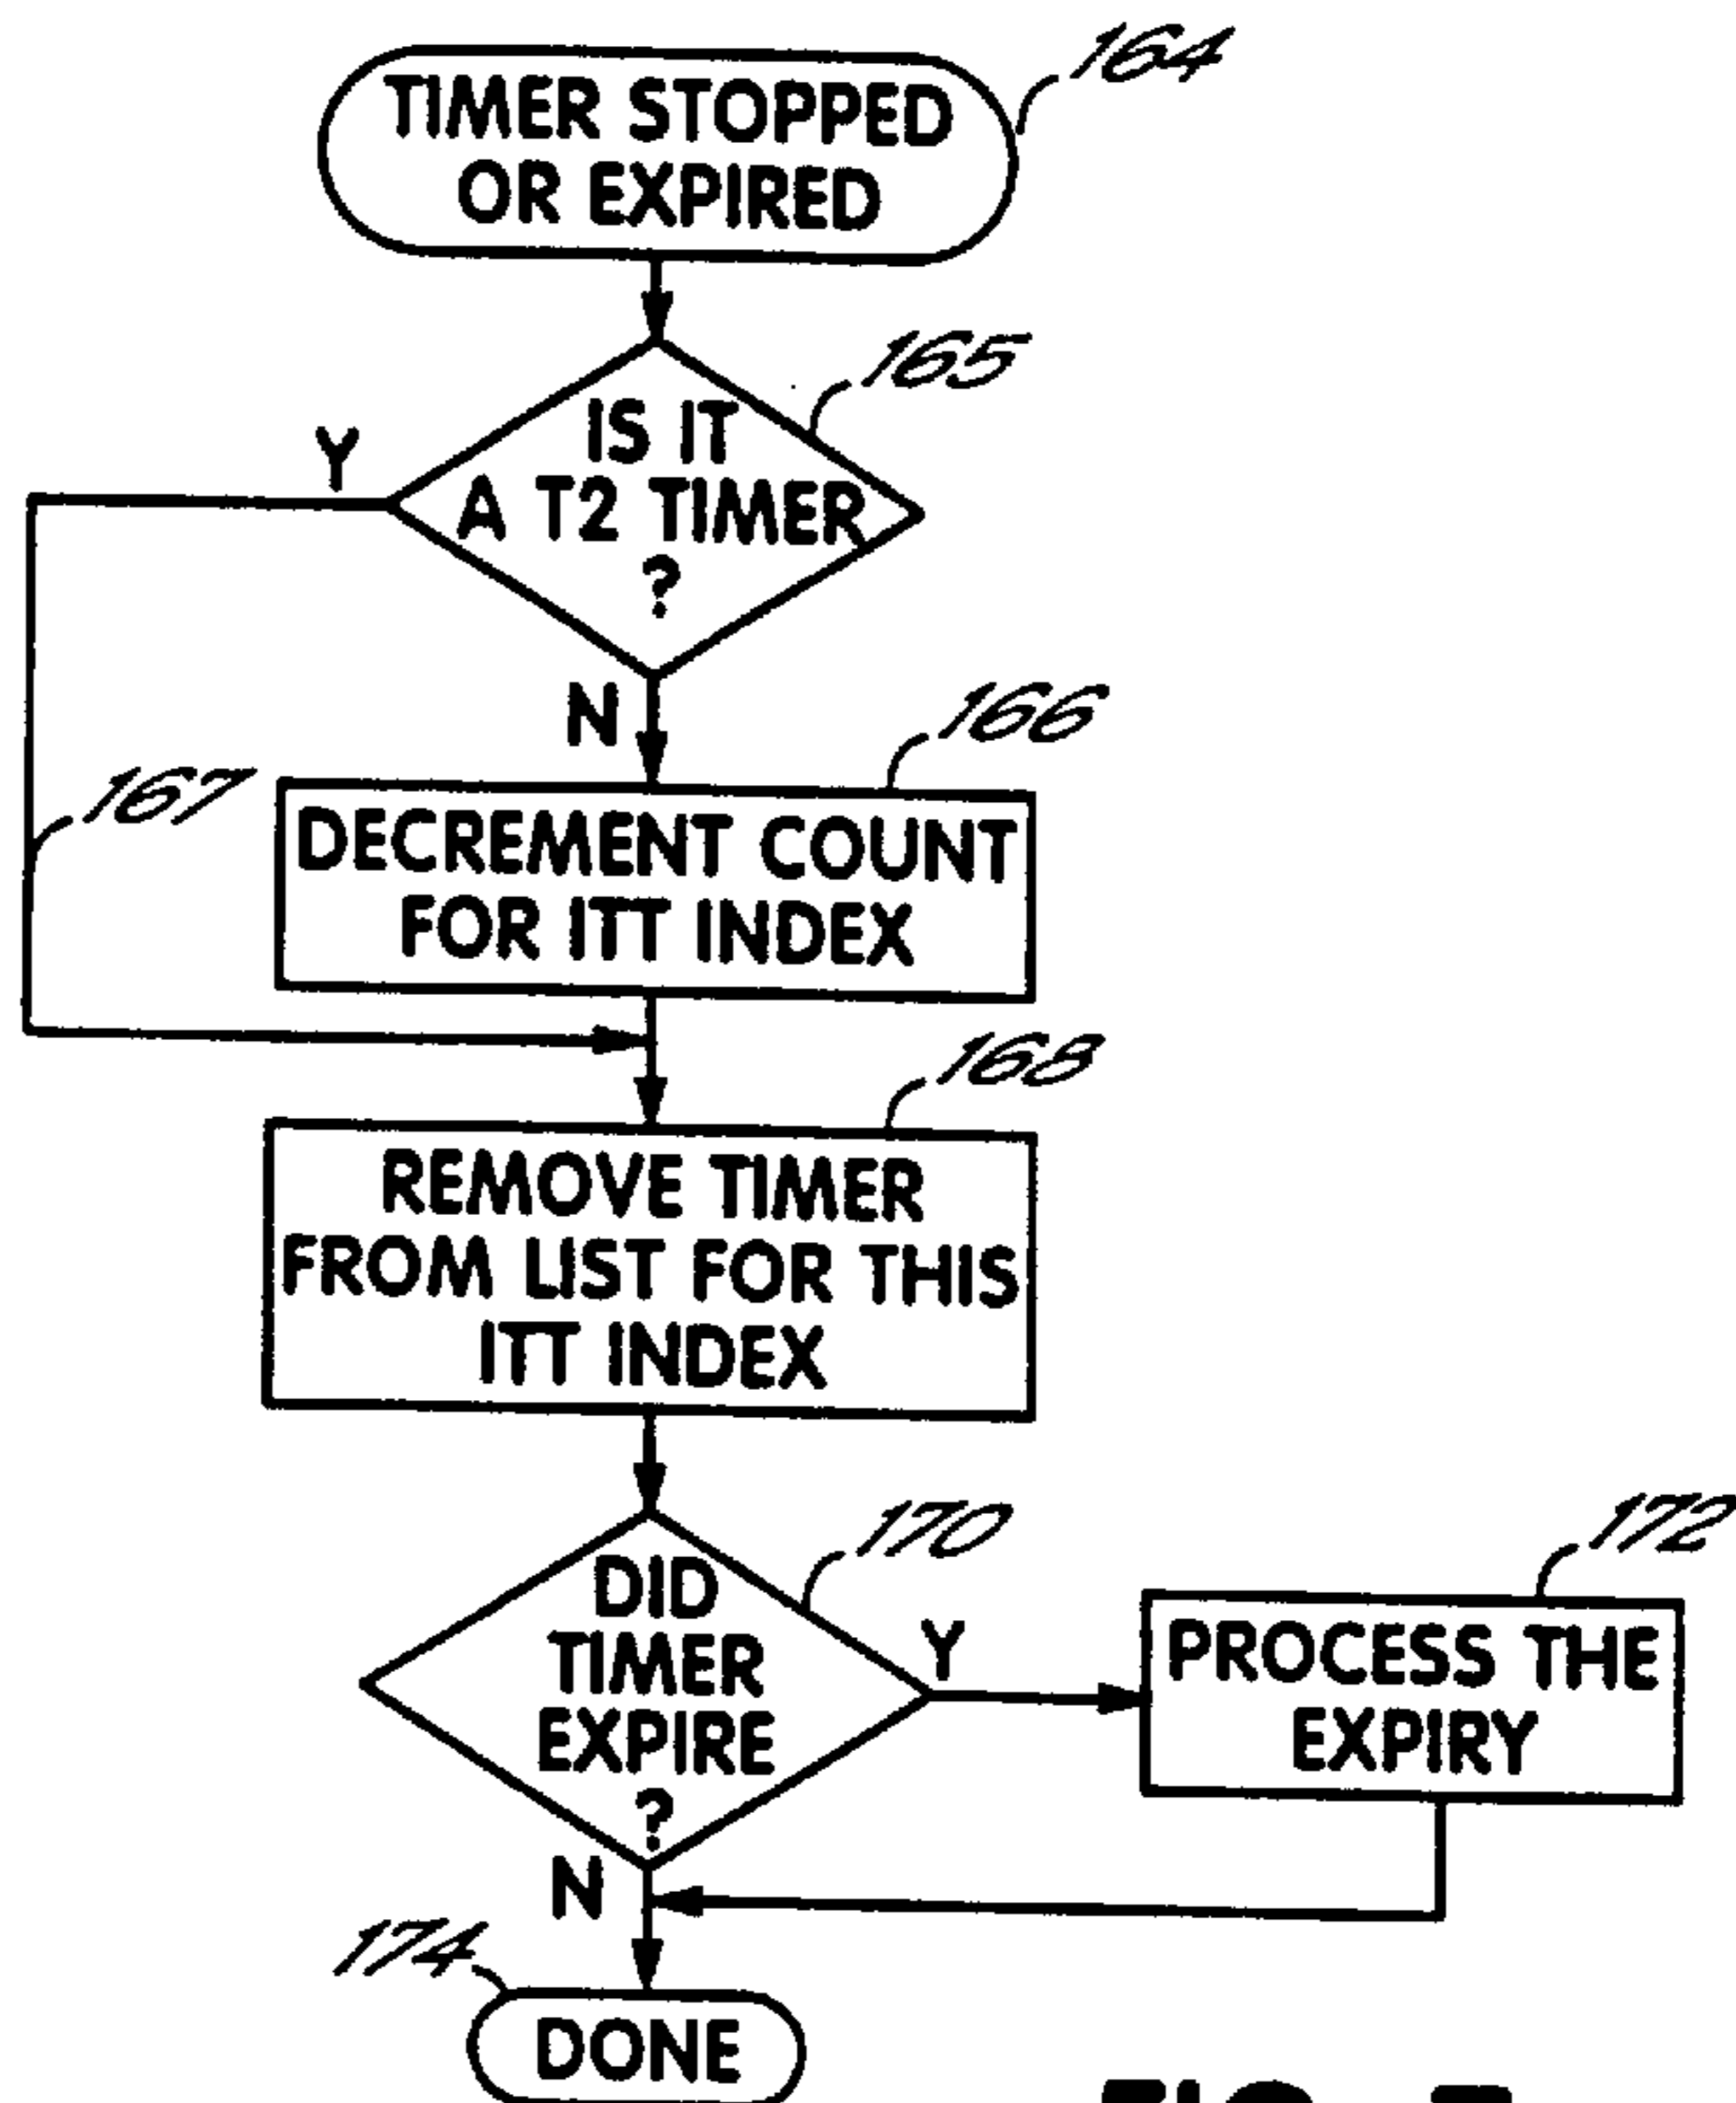 TIMER STOPPED
OR EXPIRED
164
IS IT
A T2 TIMER
?
165
Y
N
166
167
DECREMENT COUNT
FOR ITT INDEX
168
REMOVE TIMER
FROM LIST FOR THIS
ITT INDEX
170
DID
TIMER
EXPIRE
?
Y
172
PROCESS THE
EXPIRY
N
174
DONE